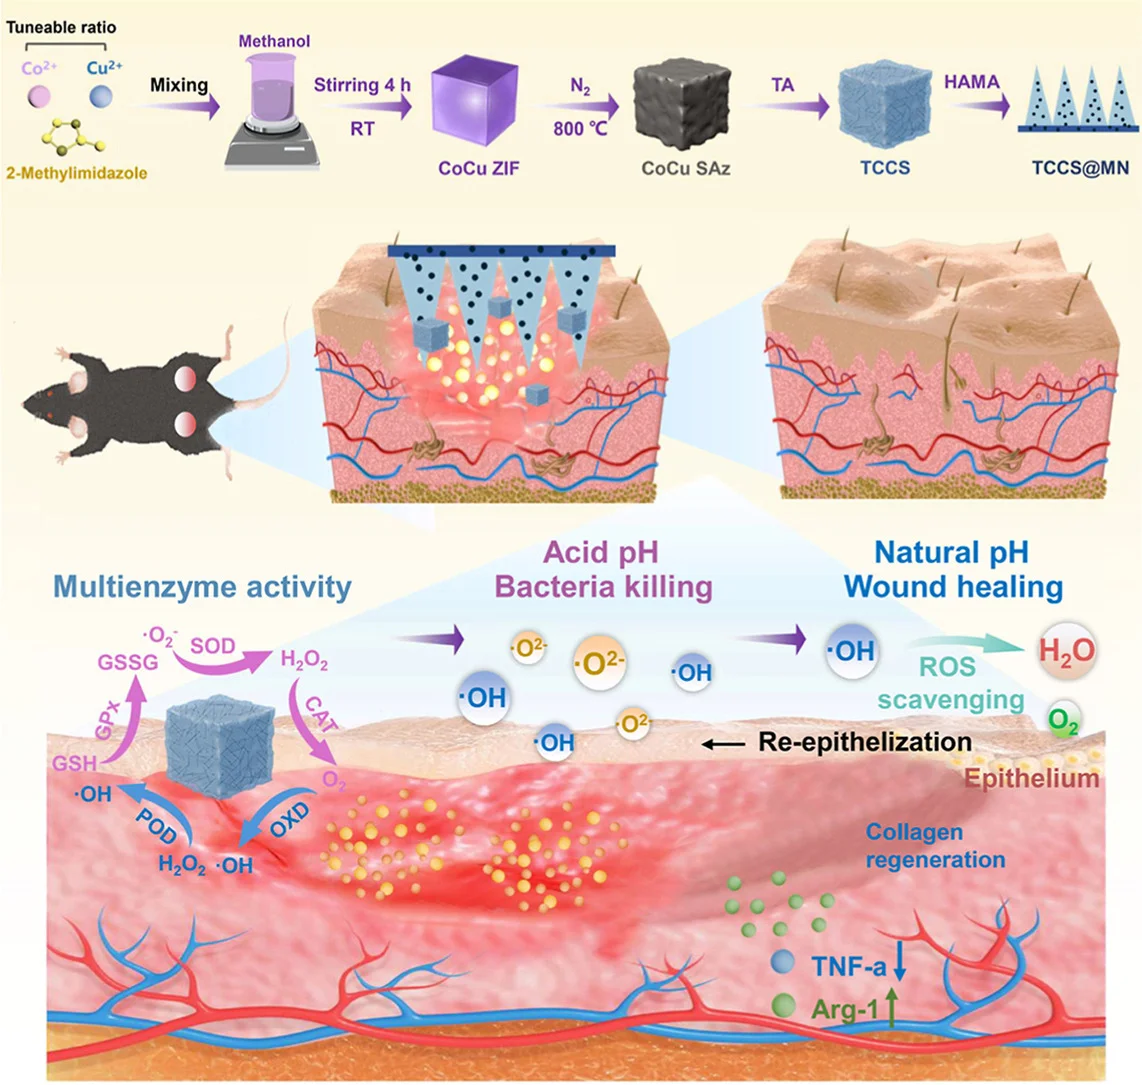 Tuneable ratio
Co²⁺ Cu²⁺
2-Methylimidazole
Mixing
Methanol
Stirring 4 h
RT
CoCu ZIF
N₂
800 ℃
CoCu SAz
TA
TCCS
HAMA
TCCS@MN
Multienzyme activity
Acid pH
Bacteria killing
Natural pH
Wound healing
·O₂⁻ SOD H₂O₂
GSSG
GPx
CAT
GSH
O₂
·OH
POD
OXD
H₂O₂ ·OH
·O²⁻
·O²⁻
·OH
·OH
·O²⁻
·OH
·OH
ROS
scavenging
H₂O
O₂
Re-epithelization
Epithelium
Collagen
regeneration
TNF-a
Arg-1